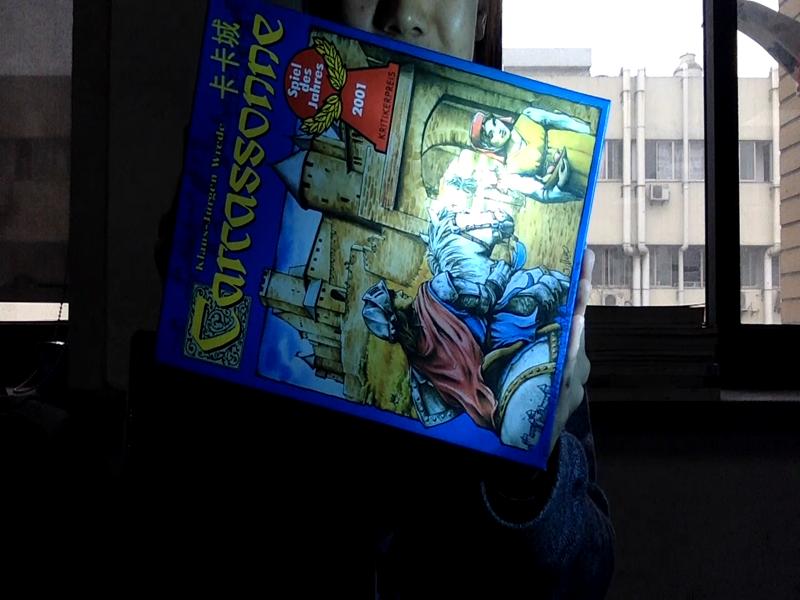 卡卡城
Klaus-Jürgen Wrede
Carcassonne
Spiel
des
Jahres
2001
KRITIKERPREIS